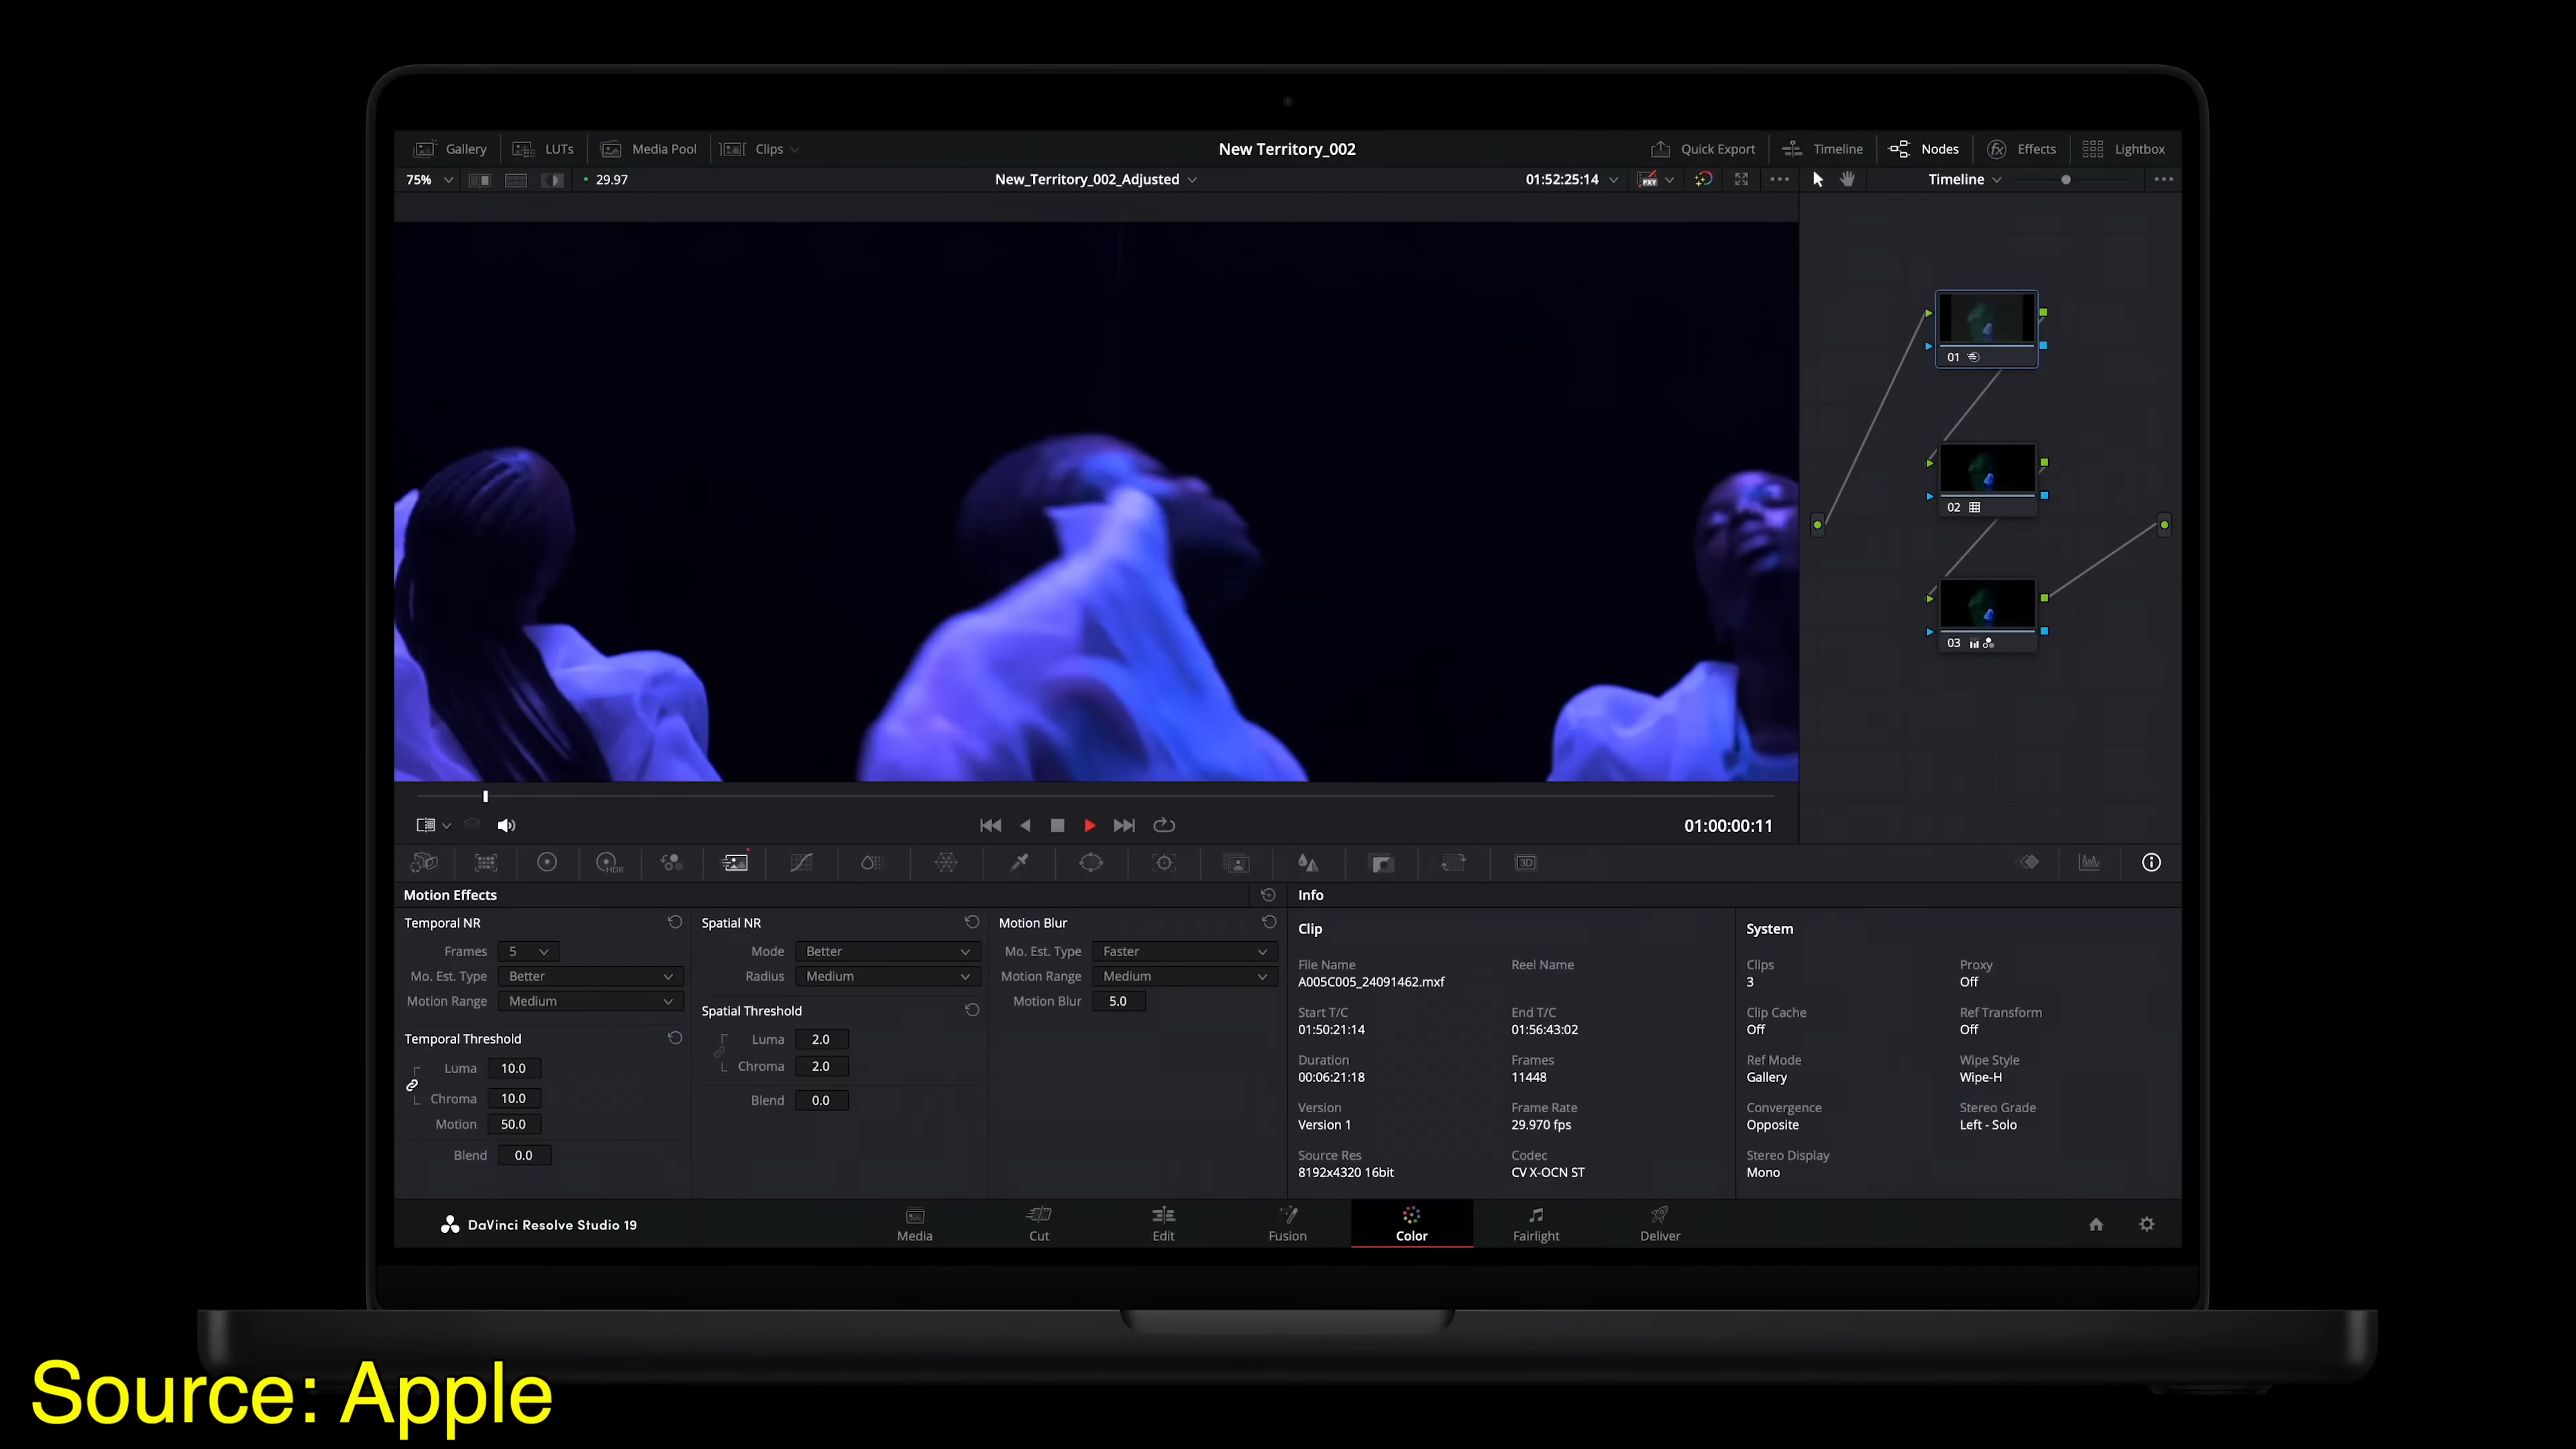 Gallery LUTs Media Pool Clips New Territory_002 Quick Export Timeline Nodes Effects Lightbox
75% 29.97 New_Territory_002_Adjusted 01:52:25:14 PXY Timeline
01
02
03
01:00:00:11
HDR 3D
Motion Effects Info
Temporal NR Spatial NR Motion Blur Clip System
Frames 5 Mode Better Mo. Est. Type Faster
Mo. Est. Type Better Radius Medium Motion Range Medium
Motion Range Medium Motion Blur 5.0
Spatial Threshold
Temporal Threshold Luma 2.0
Luma 10.0 Chroma 2.0
Chroma 10.0 Blend 0.0
Motion 50.0
Blend 0.0
File Name Reel Name Clips Proxy
A005C005_24091462.mxf 3 Off
Start T/C End T/C Clip Cache Ref Transform
01:50:21:14 01:56:43:02 Off Off
Duration Frames Ref Mode Wipe Style
00:06:21:18 11448 Gallery Wipe-H
Version Frame Rate Convergence Stereo Grade
Version 1 29.970 fps Opposite Left - Solo
Source Res Codec Stereo Display
8192x4320 16bit CV X-OCN ST Mono
DaVinci Resolve Studio 19 Media Cut Edit Fusion Color Fairlight Deliver
Source: Apple